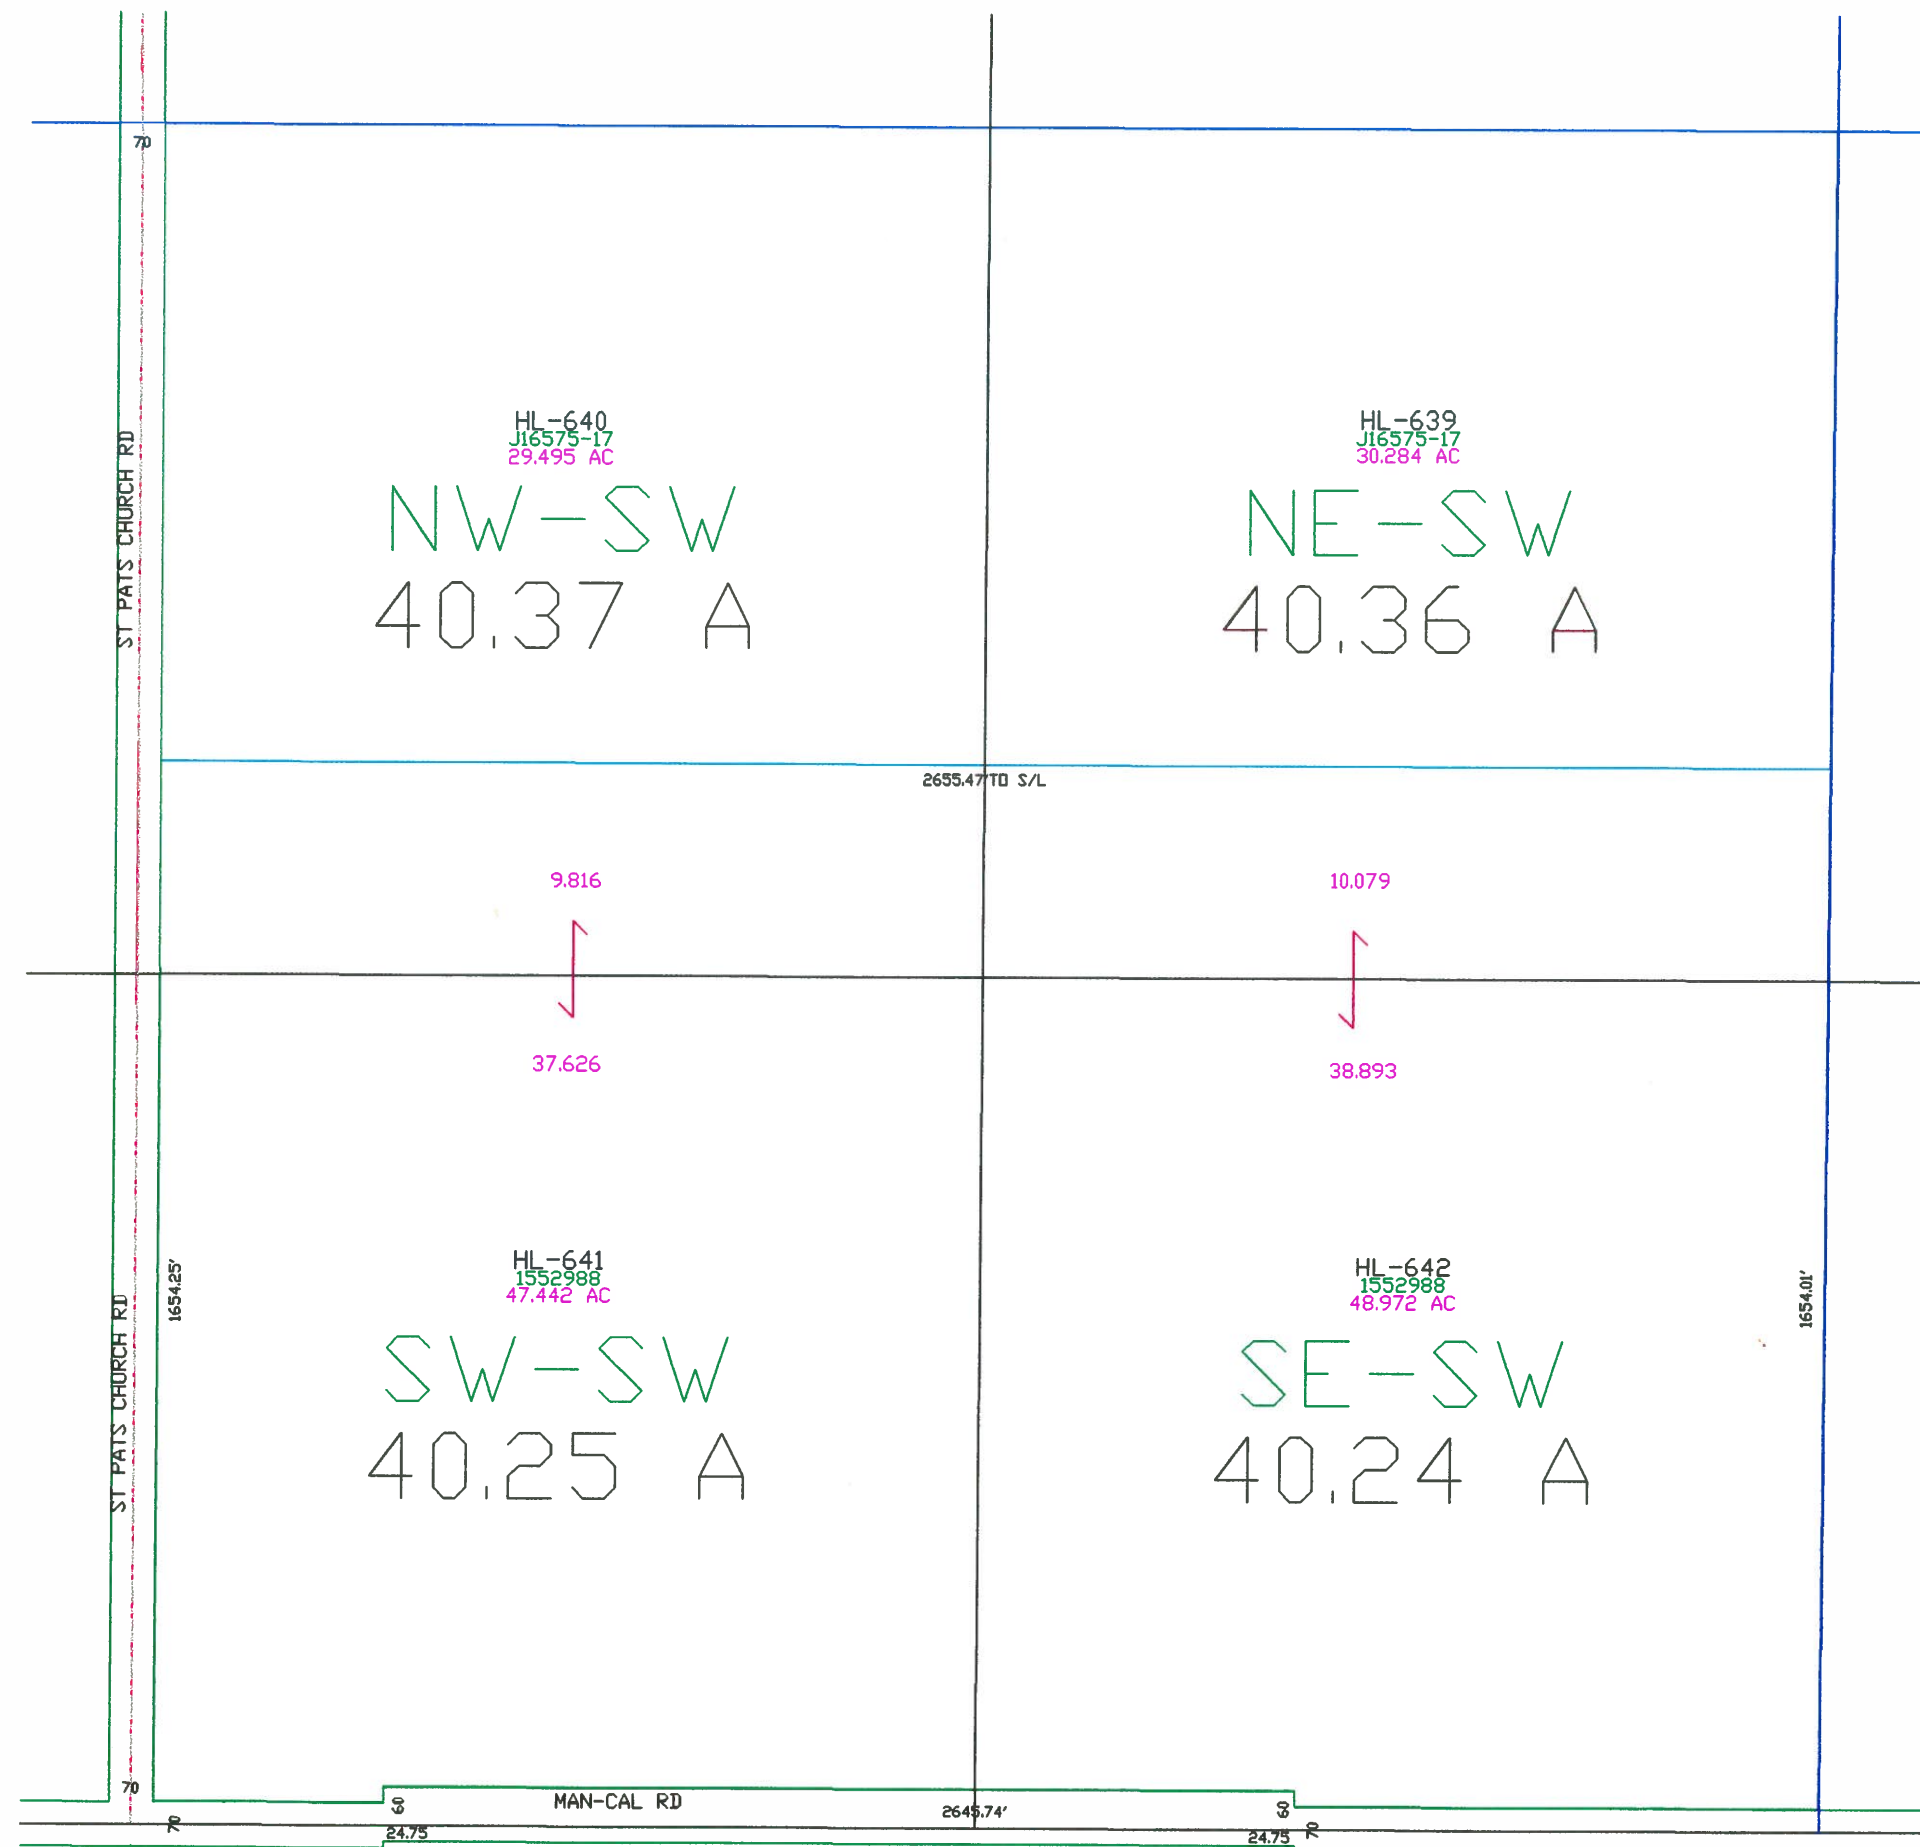 70
HL-640
J16575-17
29.495 AC
NW-SW
40.37 A
HL-639
J16575-17
30.284 AC
NE-SW
40.36 A
ST PATS CHURCH RD
2655.47'TO S/L
9.816
10.079
37.626
38.893
HL-641
1552988
47.442 AC
SW-SW
40.25 A
HL-642
1552988
48.972 AC
SE-SW
40.24 A
1654.25'
1654.01'
ST PATS CHURCH RD
70
70
60
MAN-CAL RD
2645.74'
60
70
24.75
24.75